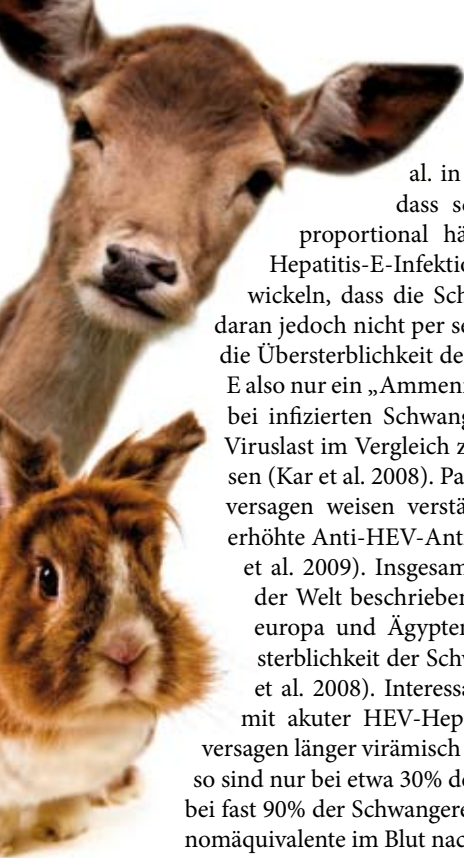 al. in
dass
proportional
Hepatitis-E-Infektio
wickeln, dass die Sch
daran jedoch nicht per se
die Übersterblichkeit de
E also nur ein „Ammen
bei infizierten Schwang
Viruslast im Vergleich z
sen (Kar et al. 2008). Pa
versagen weisen verstä
erhöhte Anti-HEV-Ant
et al. 2009). Insgesam
der Welt beschrieben
europa und Ägypten
sterblichkeit der Schw
et al. 2008). Interessa
mit akuter HEV-Hep
versagen länger virämisch
so sind nur bei etwa 30% de
bei fast 90% der Schwangere
nomäquivalente im Blut nac